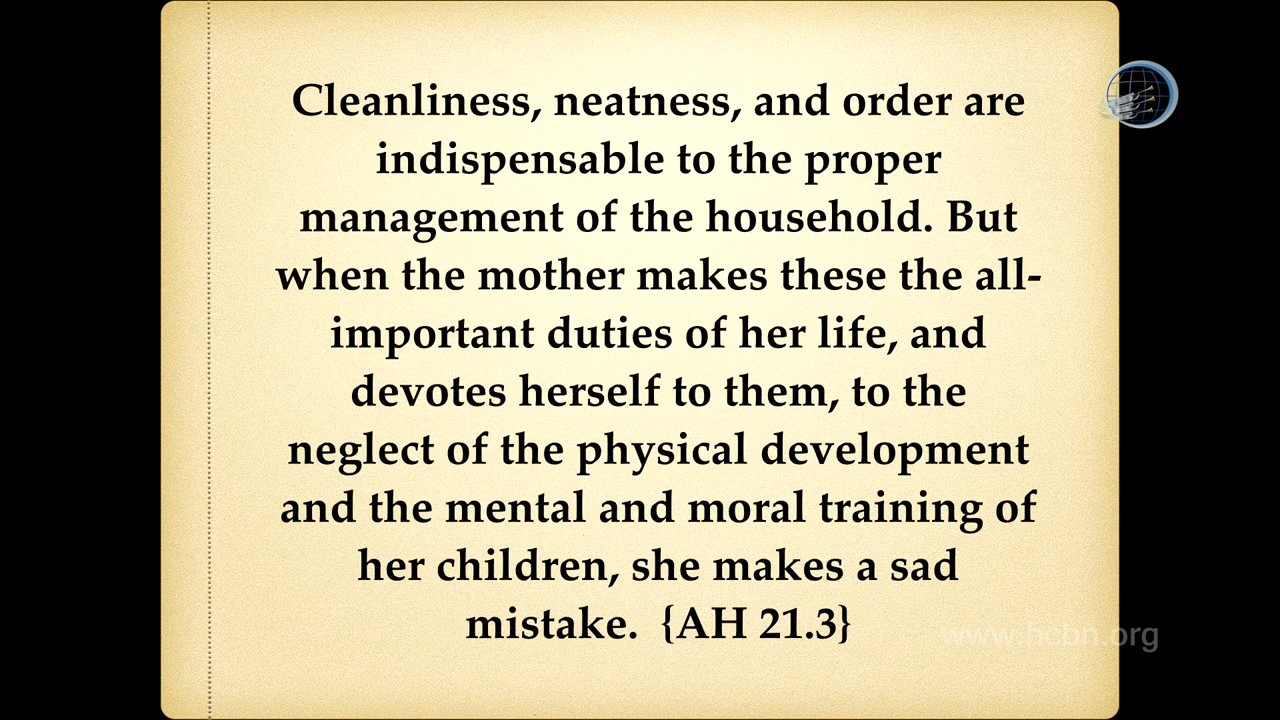 Cleanliness, neatness, and order are
indispensable to the proper
management of the household. But
when the mother makes these the all-
important duties of her life, and
devotes herself to them, to the
neglect of the physical development
and the mental and moral training of
her children, she makes a sad
mistake.  {AH 21.3}
www.hcbn.org